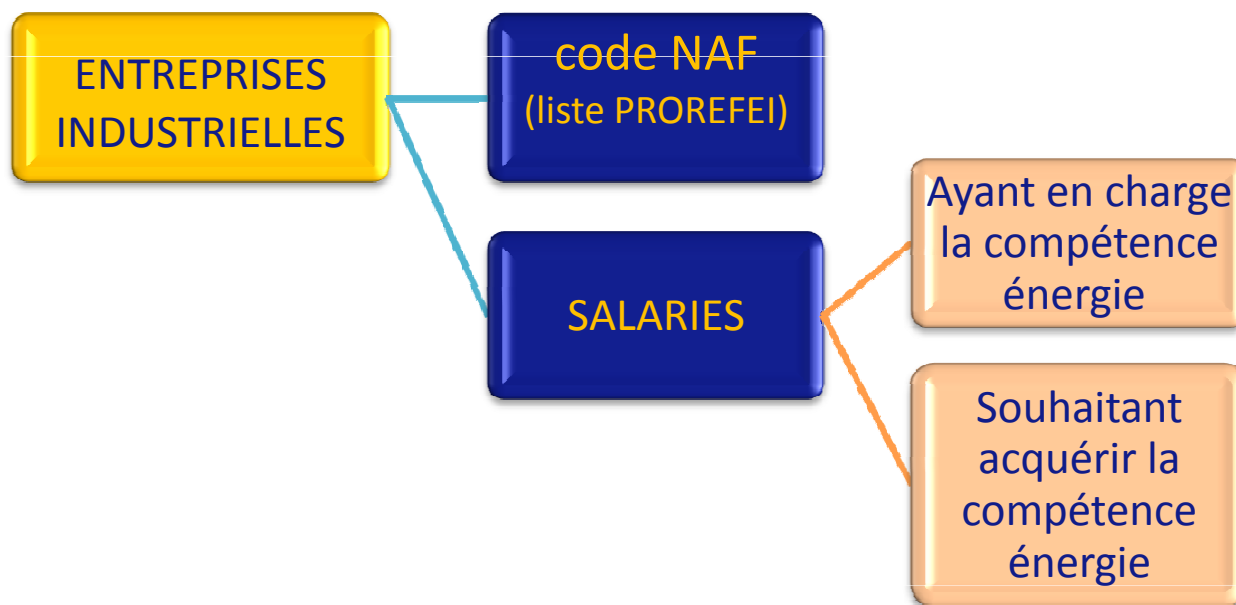 ENTREPRISES
INDUSTRIELLES
code NAF
(liste PROREFEI)
SALARIES
Ayant en charge
la compétence
énergie
Souhaitant
acquérir la
compétence
énergie